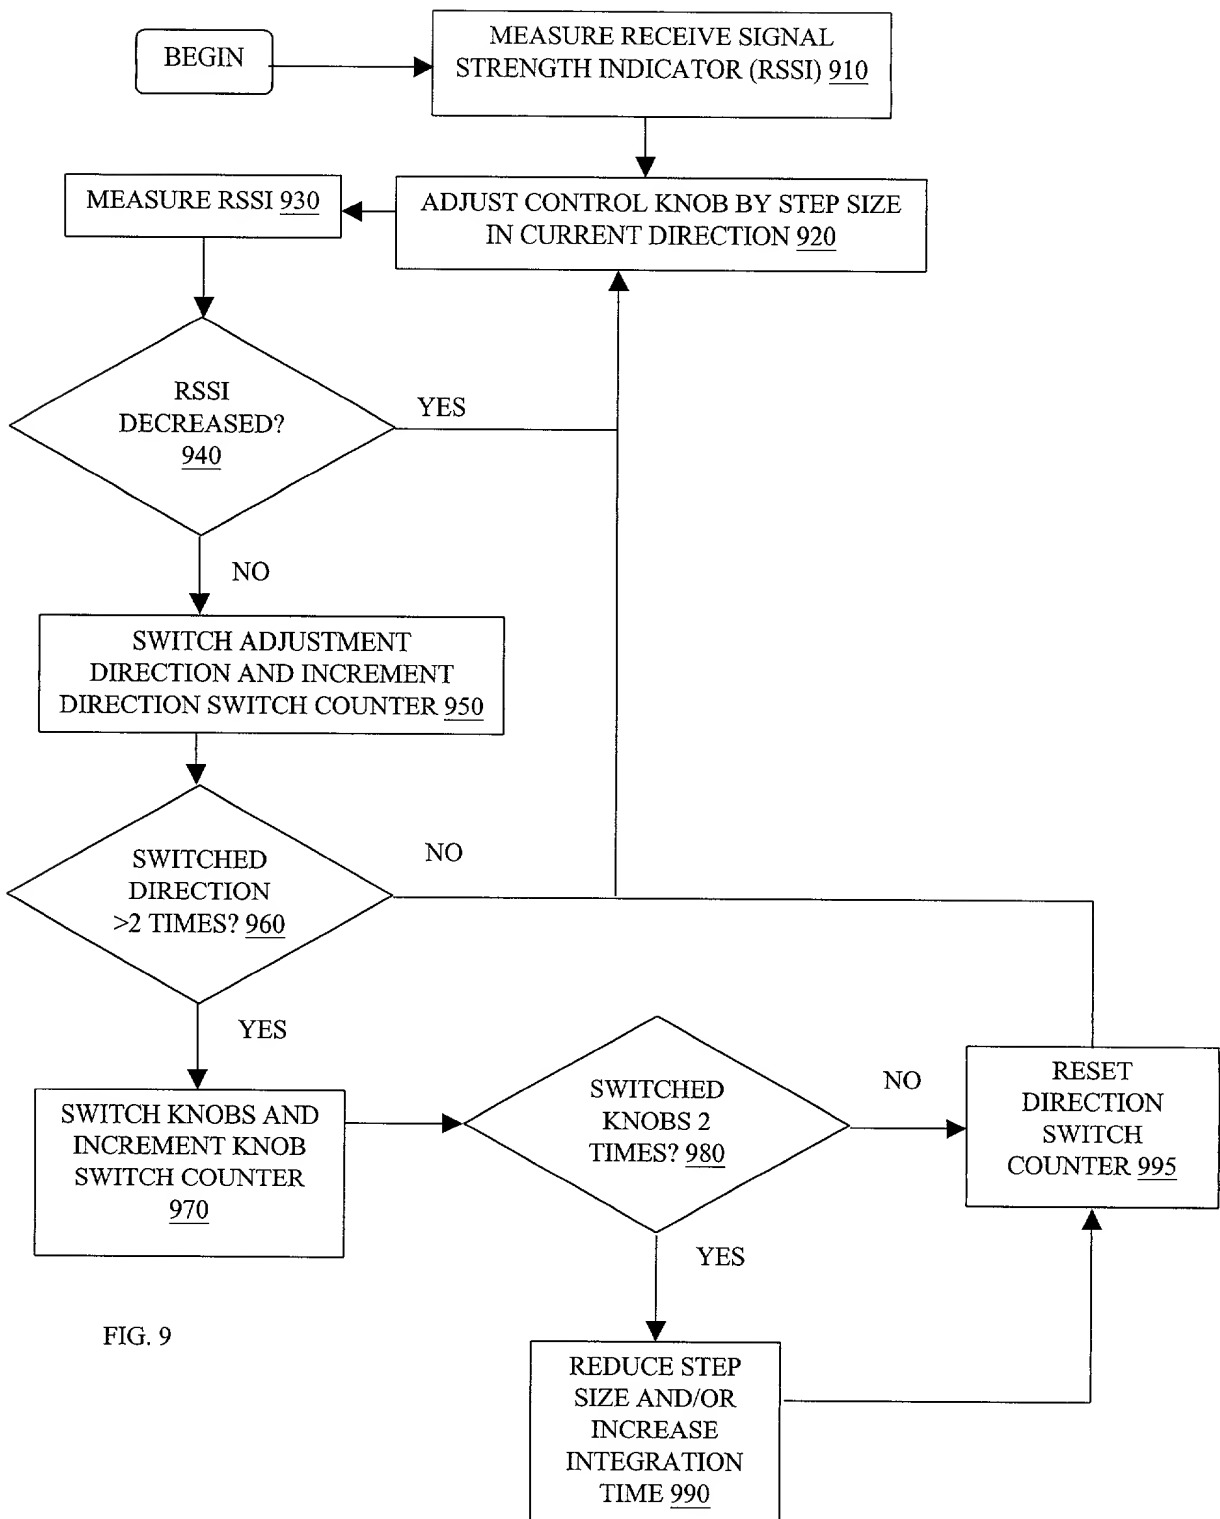 BEGIN
MEASURE RECEIVE SIGNAL
STRENGTH INDICATOR (RSSI) 910
MEASURE RSSI 930
ADJUST CONTROL KNOB BY STEP SIZE
IN CURRENT DIRECTION 920
RSSI
DECREASED?
940
YES
NO
SWITCH ADJUSTMENT
DIRECTION AND INCREMENT
DIRECTION SWITCH COUNTER 950
SWITCHED
DIRECTION
>2 TIMES? 960
NO
YES
SWITCH KNOBS AND
INCREMENT KNOB
SWITCH COUNTER
970
SWITCHED
KNOBS 2
TIMES? 980
NO
RESET
DIRECTION
SWITCH
COUNTER 995
YES
REDUCE STEP
SIZE AND/OR
INCREASE
INTEGRATION
TIME 990
FIG. 9